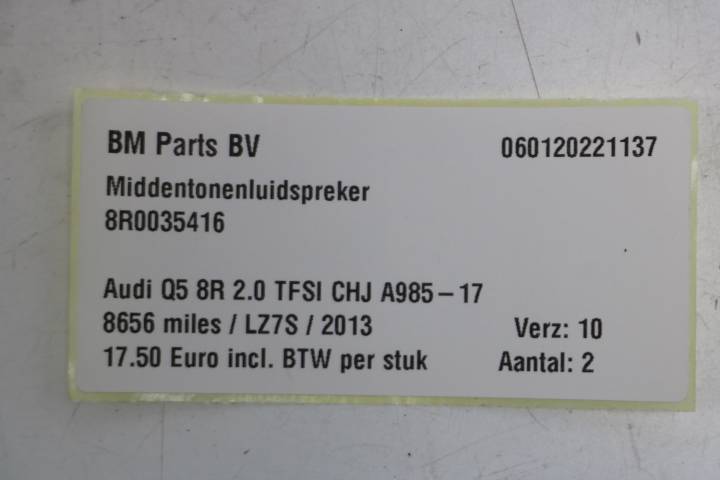 BM Parts BV 060120221137
Middentonenluidspreker
8R0035416
Audi Q5 8R 2.0 TFSI CHJ A985-17
8656 miles / LZ7S / 2013 Verz: 10
17.50 Euro incl. BTW per stuk Aantal: 2